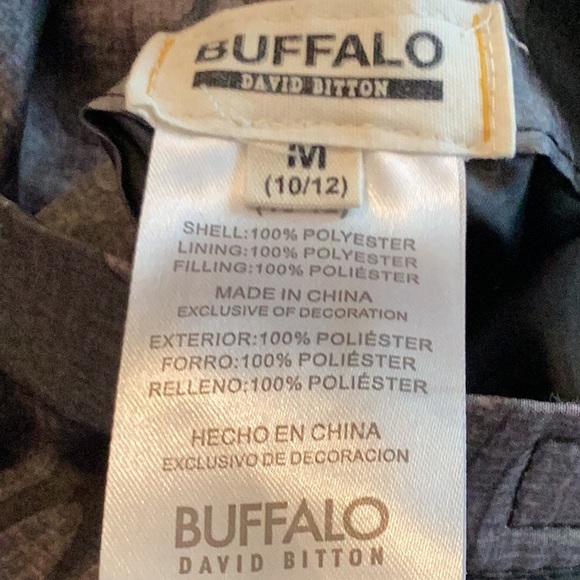 BUFFALO
DAVID BITTON
M
(10/12)
SHELL:100% POLYESTER
LINING:100% POLYESTER
FILLING:100% POLIÉSTER
MADE IN CHINA
EXCLUSIVE OF DECORATION
EXTERIOR:100% POLIÉSTER
FORRO:100% POLIÉSTER
RELLENO:100% POLIÉSTER
HECHO EN CHINA
EXCLUSIVO DE DECORACION
BUFFALO
DAVID BITTON